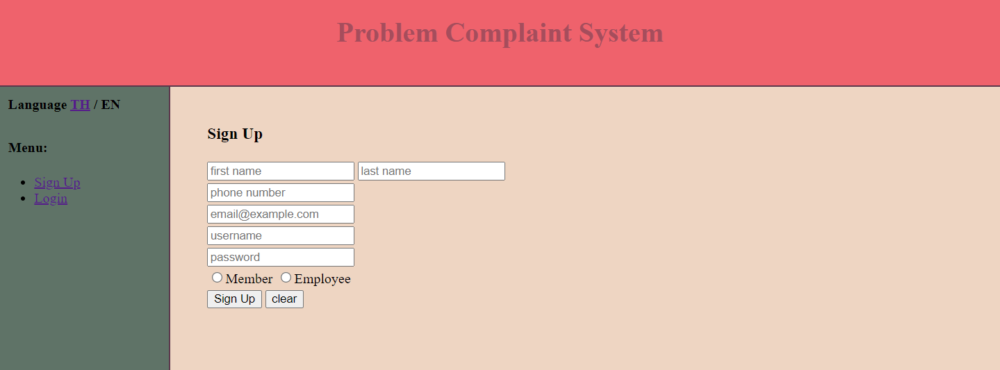 Problem Complaint System
Language TH / EN
Menu:
Sign Up
Login
Sign Up
first name last name
phone number
email@example.com
username
password
Member Employee
Sign Up clear